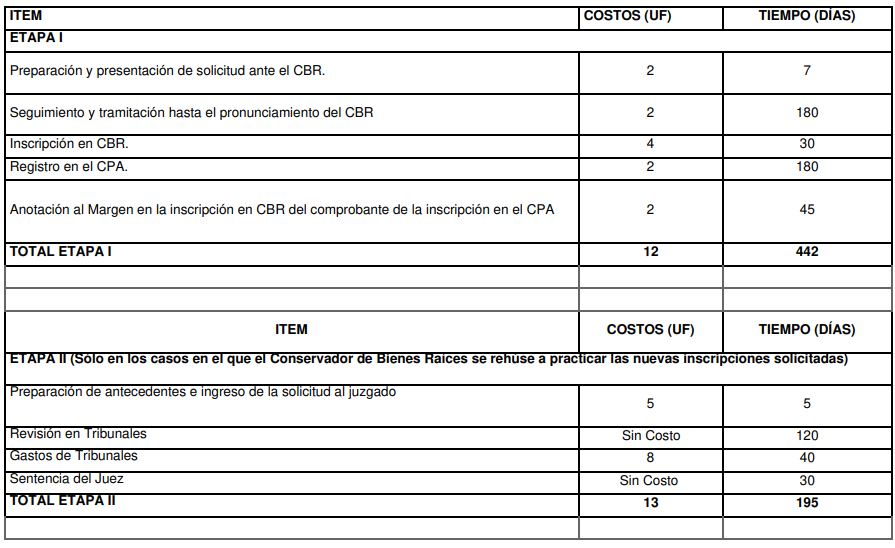 ITEM COSTOS (UF) TIEMPO (DÍAS)
ETAPA I
Preparación y presentación de solicitud ante el CBR. 2 7
Seguimiento y tramitación hasta el pronunciamiento del CBR 2 180
Inscripción en CBR. 4 30
Registro en el CPA. 2 180
Anotación al Margen en la inscripción en CBR del comprobante de la inscripción en el CPA 2 45
TOTAL ETAPA I 12 442
ITEM COSTOS (UF) TIEMPO (DÍAS)
ETAPA II (Sólo en los casos en el que el Conservador de Bienes Raíces se rehúse a practicar las nuevas inscripciones solicitadas)
Preparación de antecedentes e ingreso de la solicitud al juzgado 5 5
Revisión en Tribunales Sin Costo 120
Gastos de Tribunales 8 40
Sentencia del Juez Sin Costo 30
TOTAL ETAPA II 13 195